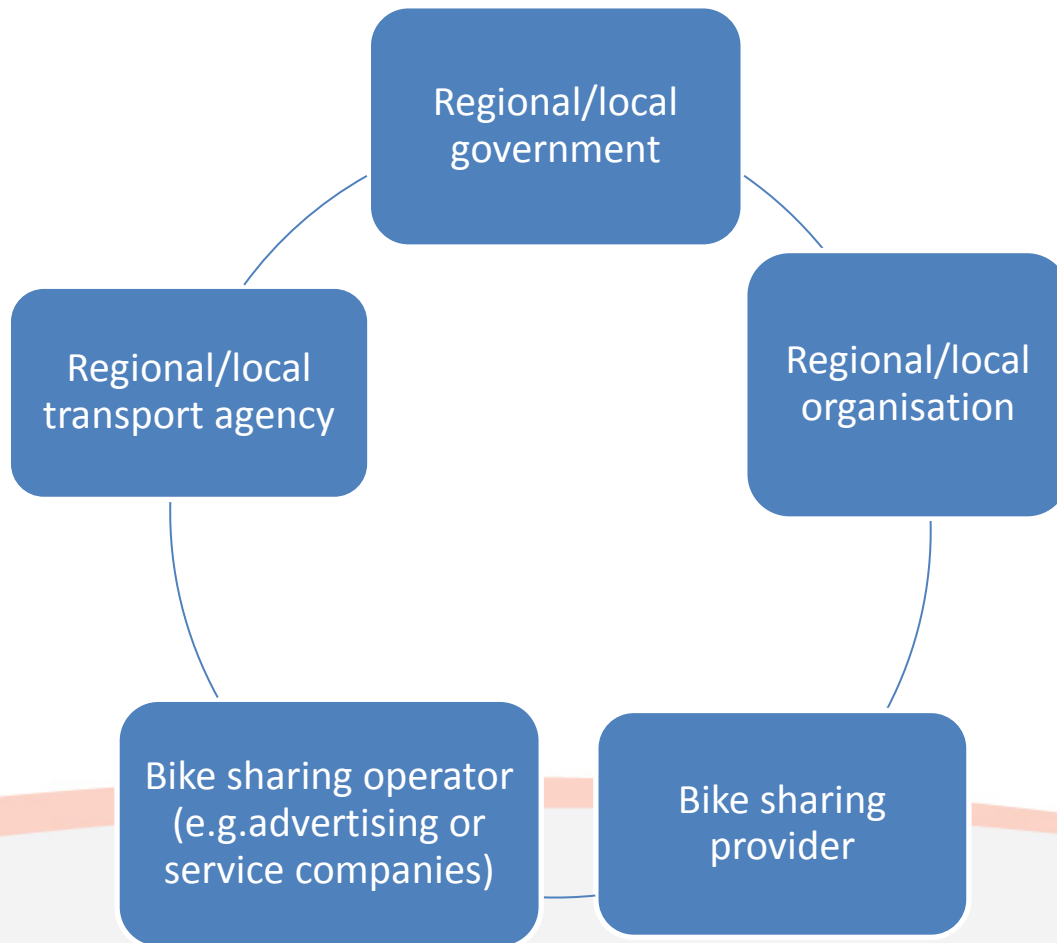 Regional/local
government
Regional/local
transport agency
Regional/local
organisation
Bike sharing operator
(e.g.advertising or
service companies)
Bike sharing
provider